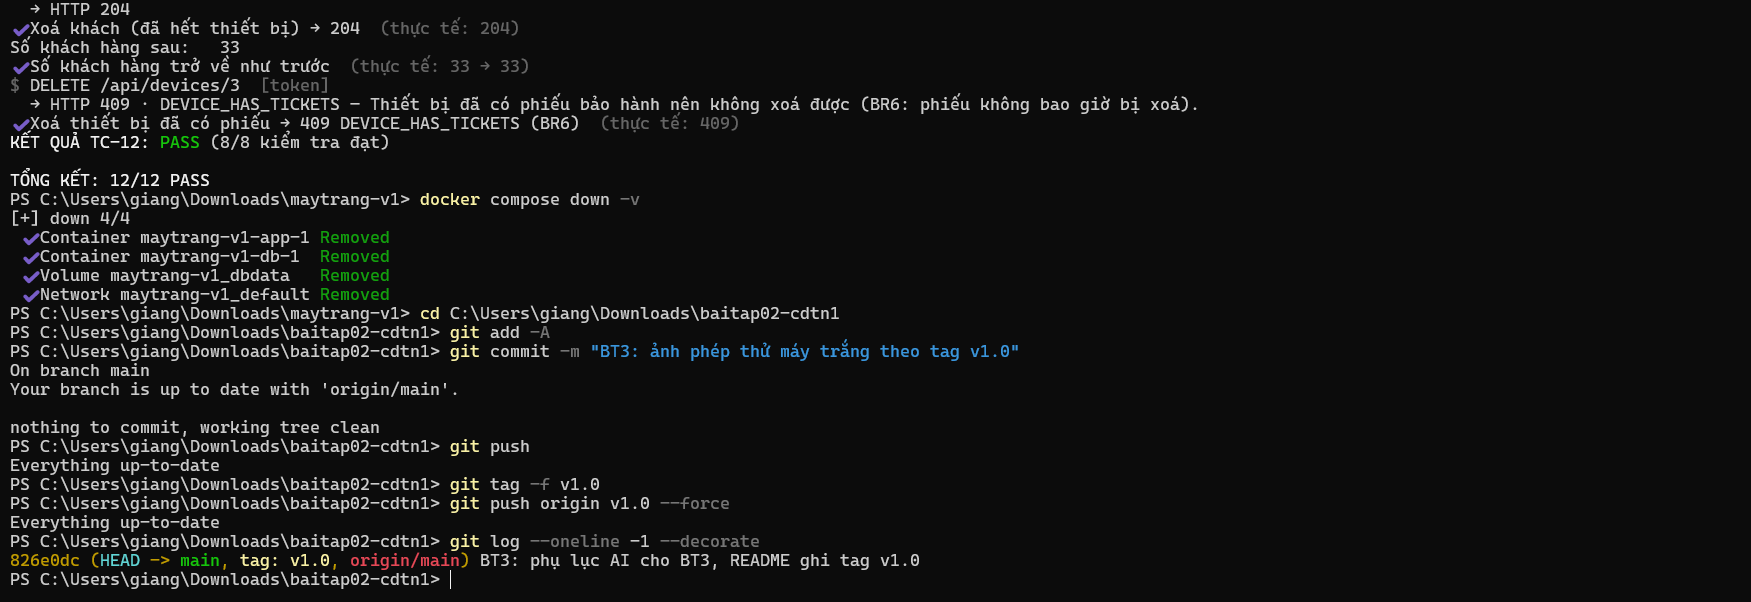 → HTTP 204
✔Xoá khách (đã hết thiết bị) → 204  (thực tế: 204)
Số khách hàng sau:   33
✔Số khách hàng trở về như trước  (thực tế: 33 → 33)
$ DELETE /api/devices/3  [token]
→ HTTP 409 · DEVICE_HAS_TICKETS — Thiết bị đã có phiếu bảo hành nên không xoá được (BR6: phiếu không bao giờ bị xoá).
✔Xoá thiết bị đã có phiếu → 409 DEVICE_HAS_TICKETS (BR6)  (thực tế: 409)
KẾT QUẢ TC-12: PASS (8/8 kiểm tra đạt)

TỔNG KẾT: 12/12 PASS
PS C:\Users\giang\Downloads\maytrang-v1> docker compose down -v
[+] down 4/4
✔Container maytrang-v1-app-1 Removed
✔Container maytrang-v1-db-1  Removed
✔Volume maytrang-v1_dbdata   Removed
✔Network maytrang-v1_default Removed
PS C:\Users\giang\Downloads\maytrang-v1> cd C:\Users\giang\Downloads\baitap02-cdtn1
PS C:\Users\giang\Downloads\baitap02-cdtn1> git add -A
PS C:\Users\giang\Downloads\baitap02-cdtn1> git commit -m "BT3: ảnh phép thử máy trắng theo tag v1.0"
On branch main
Your branch is up to date with 'origin/main'.

nothing to commit, working tree clean
PS C:\Users\giang\Downloads\baitap02-cdtn1> git push
Everything up-to-date
PS C:\Users\giang\Downloads\baitap02-cdtn1> git tag -f v1.0
PS C:\Users\giang\Downloads\baitap02-cdtn1> git push origin v1.0 --force
Everything up-to-date
PS C:\Users\giang\Downloads\baitap02-cdtn1> git log --oneline -1 --decorate
826e0dc (HEAD -> main, tag: v1.0, origin/main) BT3: phụ lục AI cho BT3, README ghi tag v1.0
PS C:\Users\giang\Downloads\baitap02-cdtn1>